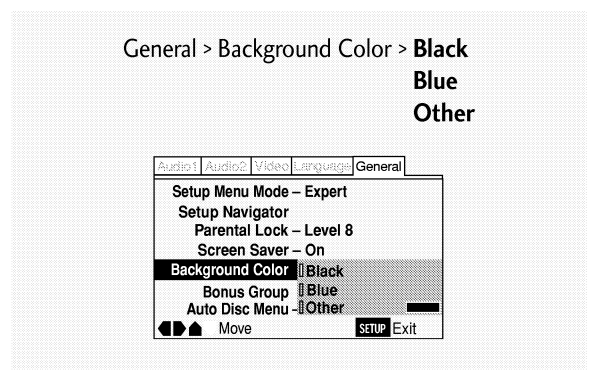 General > Background Color > Black
Blue
Other
Audio1 Audio2 Video Language General
Setup Menu Mode – Expert
Setup Navigator
Parental Lock – Level 8
Screen Saver – On
Background Color Black
Bonus Group Blue
Auto Disc Menu - Other
Move SETUP Exit